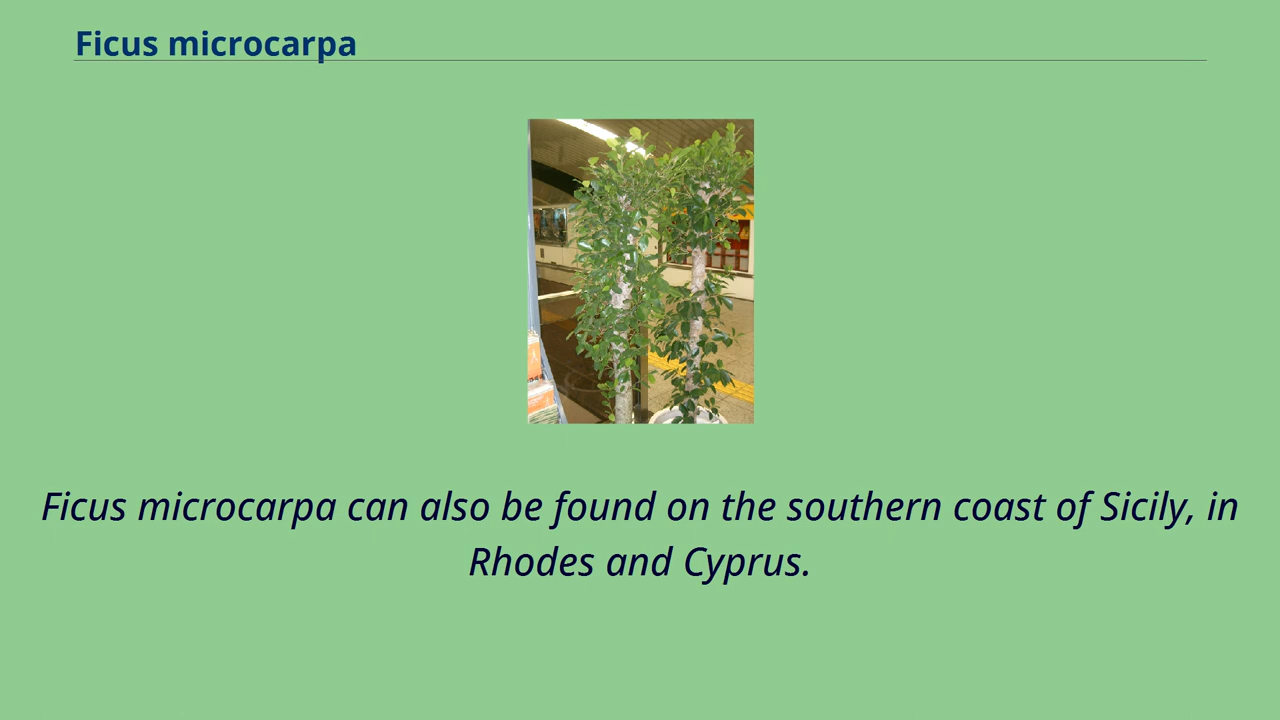 Ficus microcarpa
Ficus microcarpa can also be found on the southern coast of Sicily, in
Rhodes and Cyprus.